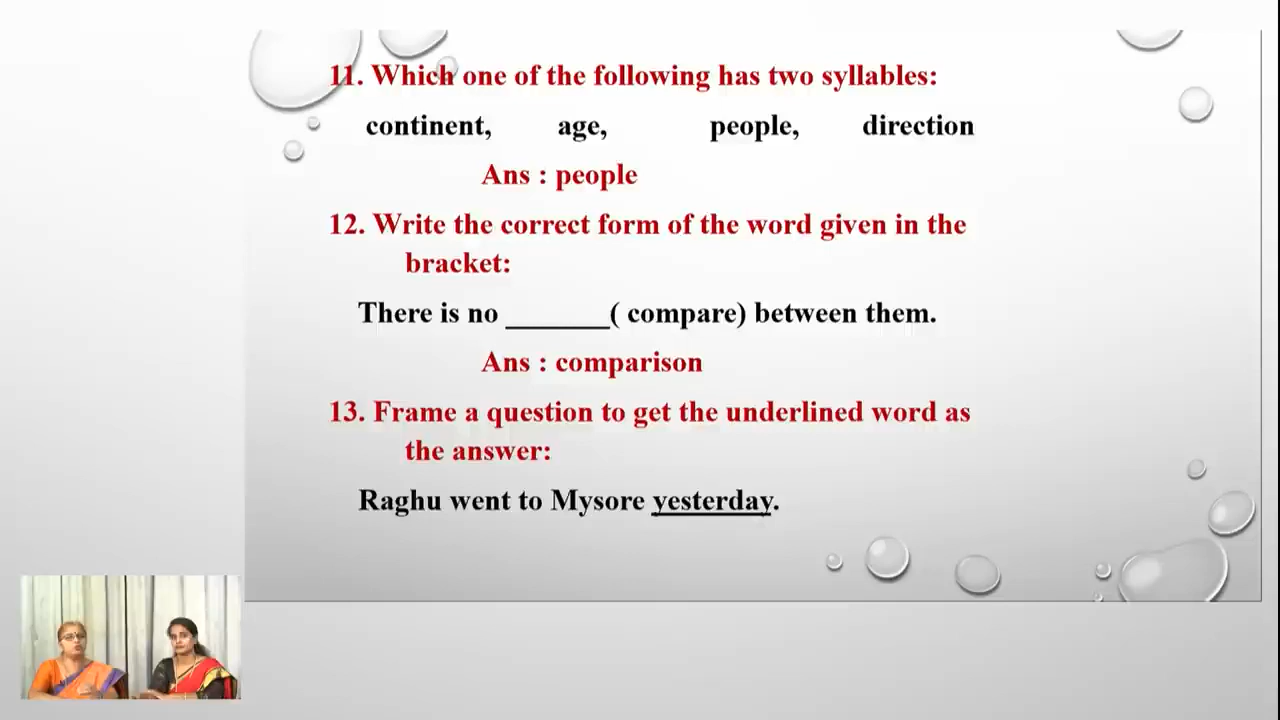 11. Which one of the following has two syllables:
continent, age, people, direction
Ans : people
12. Write the correct form of the word given in the
bracket:
There is no _______( compare) between them.
Ans : comparison
13. Frame a question to get the underlined word as
the answer:
Raghu went to Mysore yesterday.